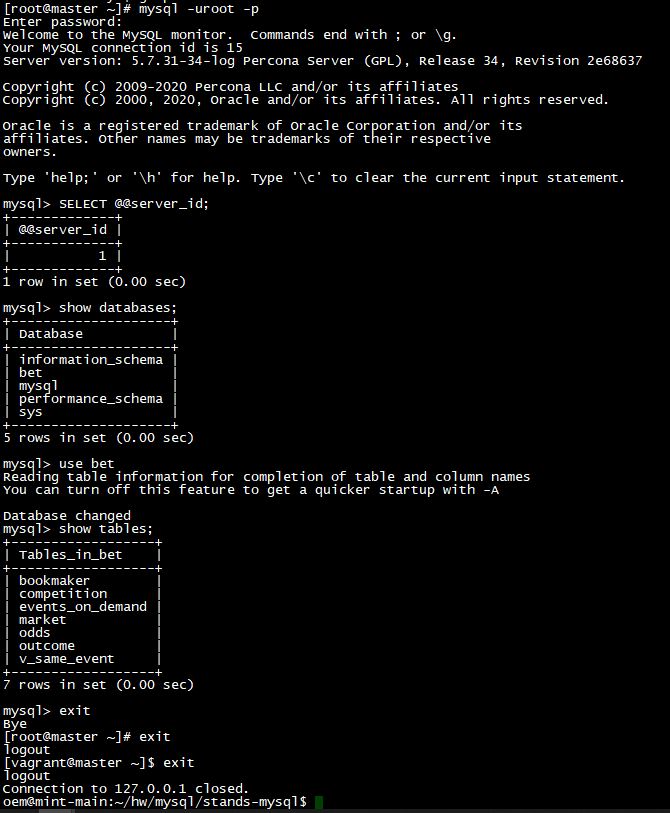 [root@master ~]# mysql -uroot -p
Enter password:
Welcome to the MySQL monitor.  Commands end with ; or \g.
Your MySQL connection id is 15
Server version: 5.7.31-34-log Percona Server (GPL), Release 34, Revision 2e68637

Copyright (c) 2009-2020 Percona LLC and/or its affiliates
Copyright (c) 2000, 2020, Oracle and/or its affiliates. All rights reserved.

Oracle is a registered trademark of Oracle Corporation and/or its
affiliates. Other names may be trademarks of their respective
owners.

Type 'help;' or '\h' for help. Type '\c' to clear the current input statement.

mysql> SELECT @@server_id;
+-------------+
| @@server_id |
+-------------+
|           1 |
+-------------+
1 row in set (0.00 sec)

mysql> show databases;
+--------------------+
| Database           |
+--------------------+
| information_schema |
| bet                |
| mysql              |
| performance_schema |
| sys                |
+--------------------+
5 rows in set (0.00 sec)

mysql> use bet
Reading table information for completion of table and column names
You can turn off this feature to get a quicker startup with -A

Database changed
mysql> show tables;
+------------------+
| Tables_in_bet    |
+------------------+
| bookmaker        |
| competition      |
| events_on_demand |
| market           |
| odds             |
| outcome          |
| v_same_event     |
+------------------+
7 rows in set (0.00 sec)

mysql> exit
Bye
[root@master ~]# exit
logout
[vagrant@master ~]$ exit
logout
Connection to 127.0.0.1 closed.
oem@mint-main:~/hw/mysql/stands-mysql$